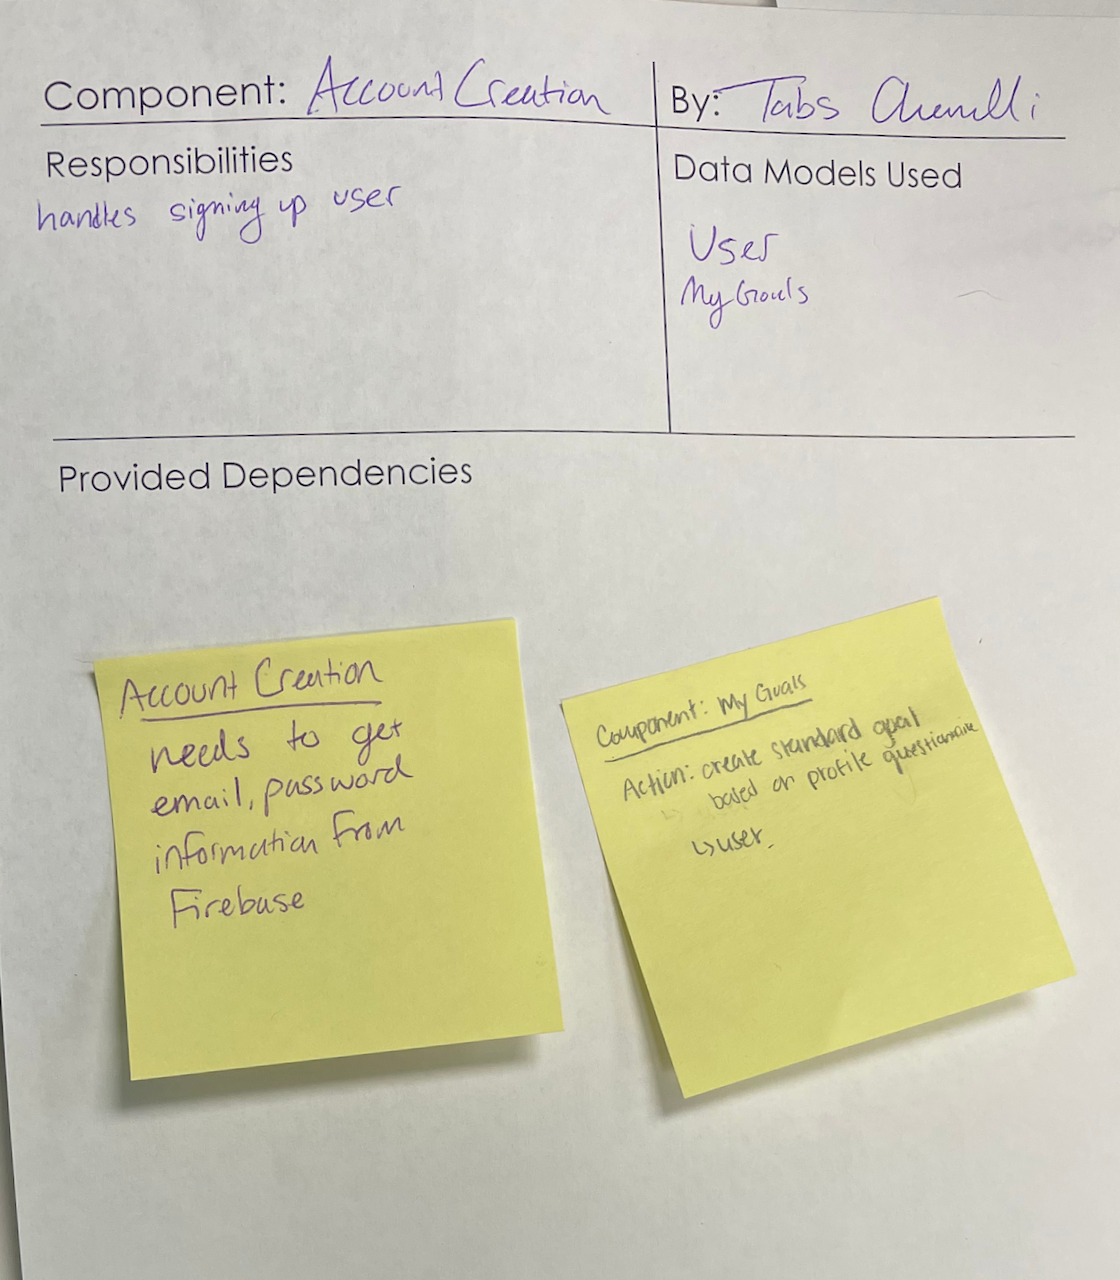 Component: Account Creation
By: Tabs
Responsibilities
handles signing up user
Data Models Used
User
My Goals
Provided Dependencies
Account Creation
needs to get
email, password
information from
Firebase
Component: My Goals
Action: create standard goal
based on profile questionnaire
↳ user